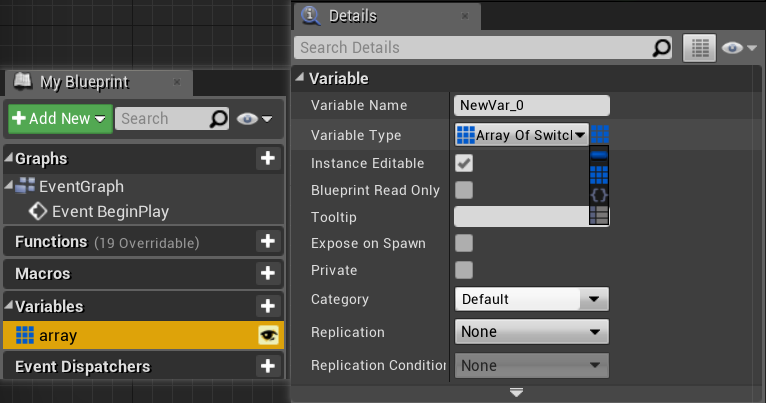 My Blueprint
Add New
Search
Graphs
EventGraph
Event BeginPlay
Functions (19 Overridable)
Macros
Variables
array
Event Dispatchers
Details
Search Details
Variable
Variable Name NewVar_0
Variable Type Array Of Switcl
Instance Editable
Blueprint Read Only
Tooltip
Expose on Spawn
Private
Category Default
Replication None
Replication Condition None